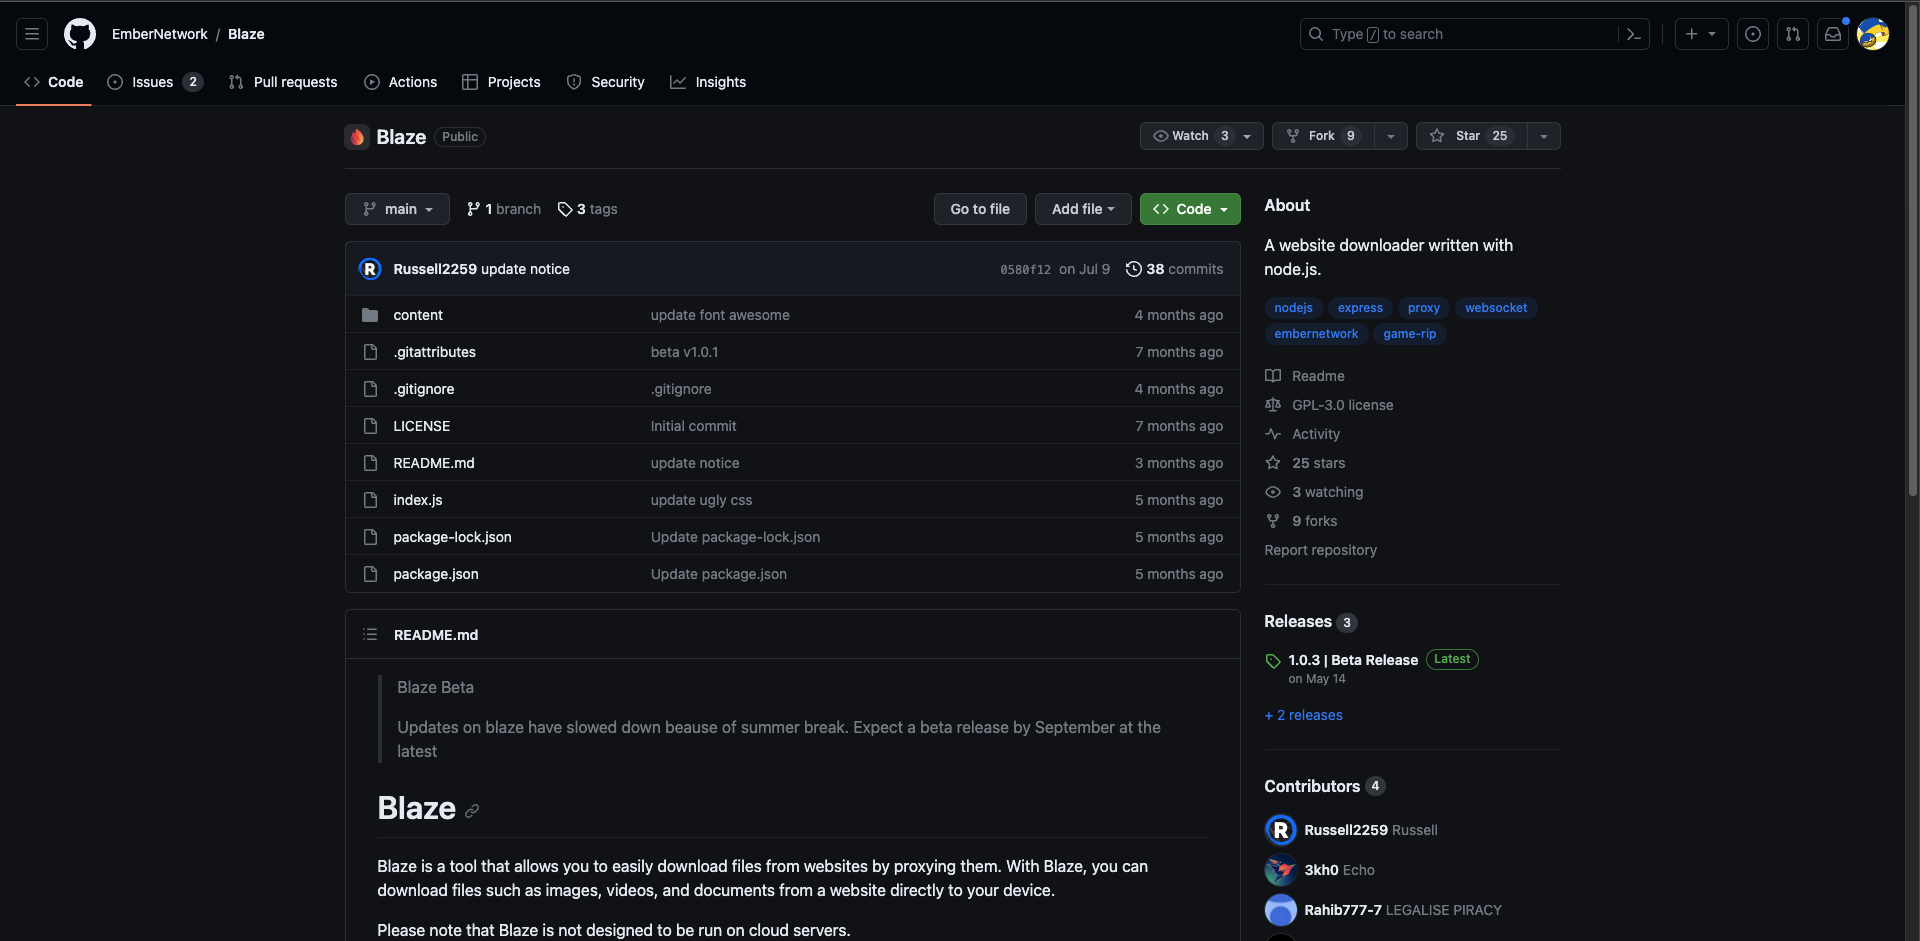 EmberNetwork / Blaze
Type / to search
Code
Issues 2
Pull requests
Actions
Projects
Security
Insights
Blaze Public
Watch 3
Fork 9
Star 25
main
1 branch
3 tags
Go to file
Add file
Code
R Russell2259 update notice 0580f12 on Jul 9 38 commits
content update font awesome 4 months ago
.gitattributes beta v1.0.1 7 months ago
.gitignore .gitignore 4 months ago
LICENSE Initial commit 7 months ago
README.md update notice 3 months ago
index.js update ugly css 5 months ago
package-lock.json Update package-lock.json 5 months ago
package.json Update package.json 5 months ago
README.md
Blaze Beta
Updates on blaze have slowed down beause of summer break. Expect a beta release by September at the
latest
Blaze
Blaze is a tool that allows you to easily download files from websites by proxying them. With Blaze, you can
download files such as images, videos, and documents from a website directly to your device.
Please note that Blaze is not designed to be run on cloud servers.
About
A website downloader written with
node.js.
nodejs express proxy websocket
embernetwork game-rip
Readme
GPL-3.0 license
Activity
25 stars
3 watching
9 forks
Report repository
Releases 3
1.0.3 | Beta Release Latest
on May 14
+ 2 releases
Contributors 4
R Russell2259 Russell
3kh0 Echo
Rahib777-7 LEGALISE PIRACY